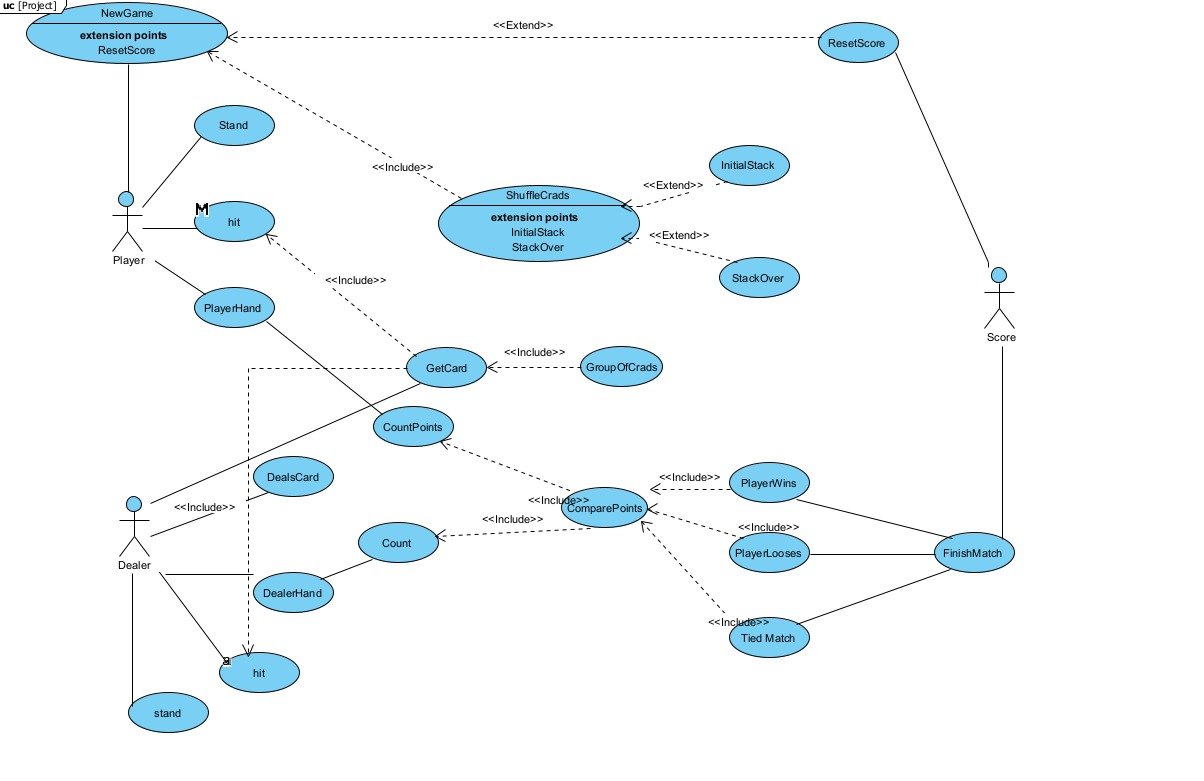 uc [Project]
NewGame
extension points
ResetScore
<<Extend>>
ResetScore
Stand
<<Include>>
InitialStack
<<Extend>>
ShuffleCrads
extension points
InitialStack
StackOver
<<Extend>>
StackOver
M
hit
Player
<<Include>>
PlayerHand
Score
GetCard
<<Include>>
GroupOfCrads
CountPoints
DealsCard
<<Include>>
<<Include>>
PlayerWins
<<Include>>
ComparePoints
<<Include>>
Count
<<Include>>
PlayerLooses
FinishMatch
Dealer
DealerHand
<<Include>>
Tied Match
hit
stand